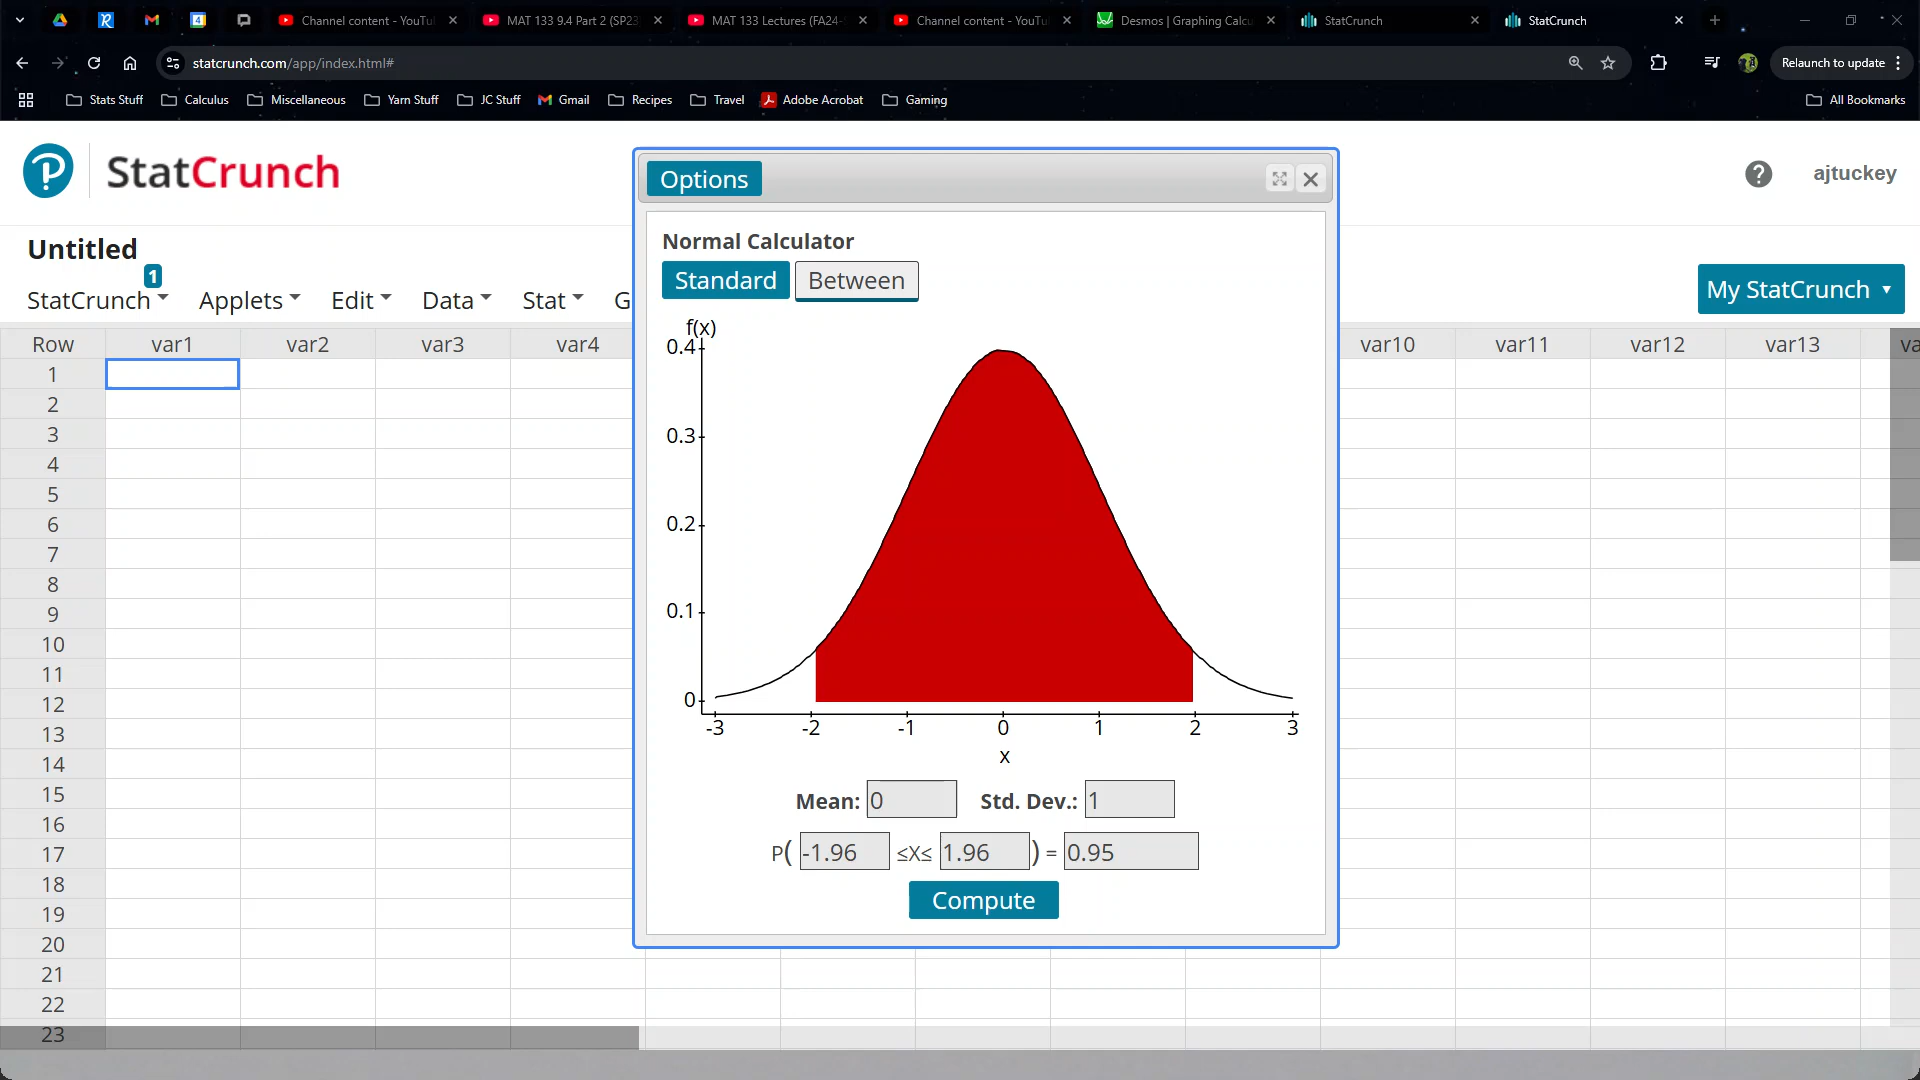 Channel content - YouTu
MAT 133 9.4 Part 2 (SP23
MAT 133 Lectures (FA24-
Channel content - YouTu
Desmos | Graphing Calcu
StatCrunch
StatCrunch
statcrunch.com/app/index.html#
Relaunch to update
Stats Stuff
Calculus
Miscellaneous
Yarn Stuff
JC Stuff
Gmail
Recipes
Travel
Adobe Acrobat
Gaming
All Bookmarks
P StatCrunch
? ajtuckey
Untitled
1
StatCrunch Applets Edit Data Stat G
My StatCrunch
Options
Normal Calculator
Standard Between
f(x)
0.4
0.3
0.2
0.1
0
-3 -2 -1 0 1 2 3
x
Mean: 0 Std. Dev.: 1
P( -1.96 ≤X≤ 1.96 ) = 0.95
Compute
Row var1 var2 var3 var4 var10 var11 var12 var13 va
1
2
3
4
5
6
7
8
9
10
11
12
13
14
15
16
17
18
19
20
21
22
23